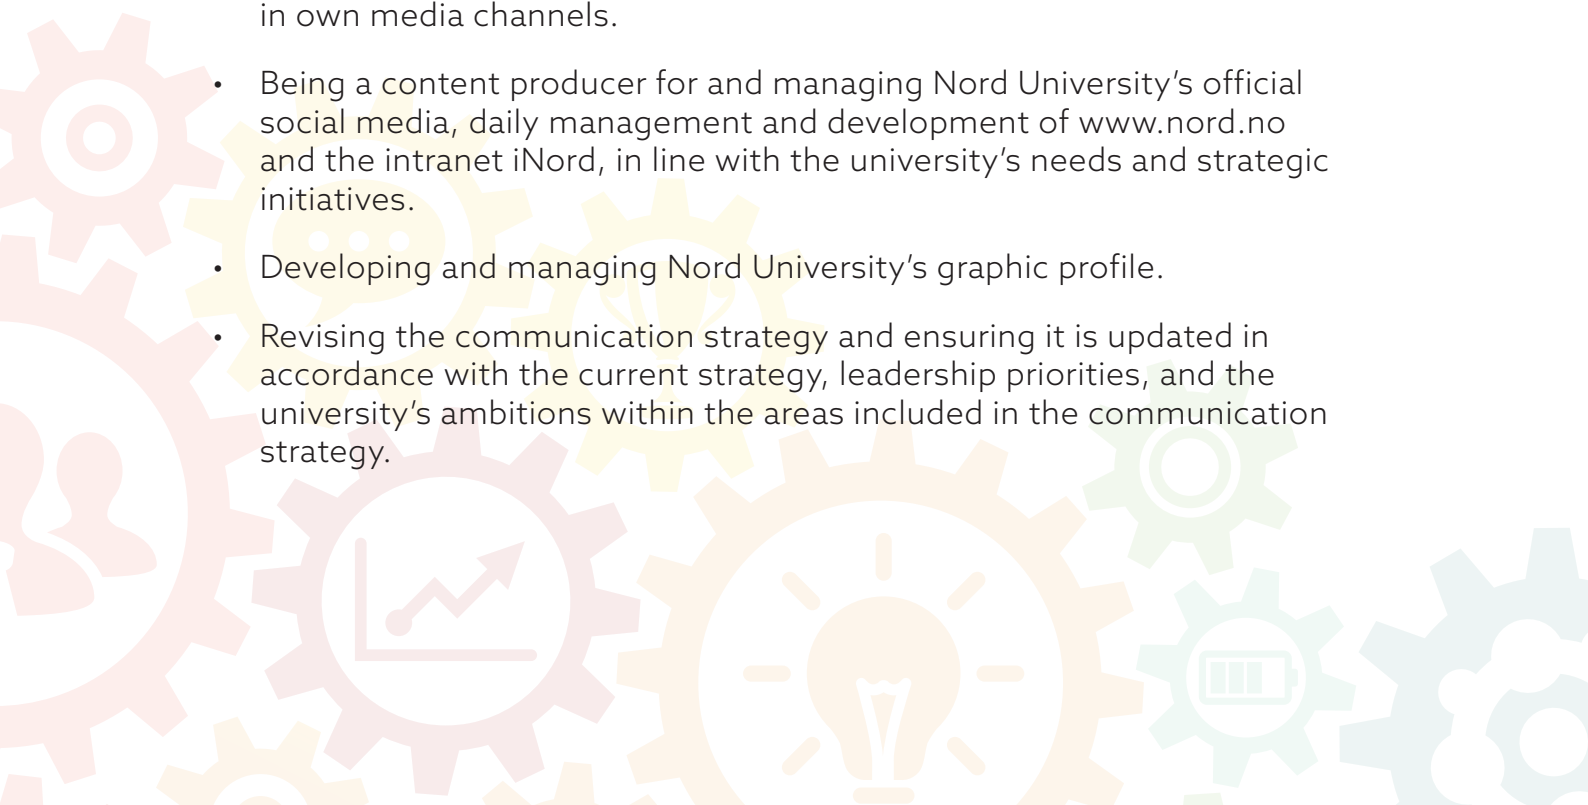 in own media channels.
• Being a content producer for and managing Nord University’s official
social media, daily management and development of www.nord.no
and the intranet iNord, in line with the university’s needs and strategic
initiatives.
• Developing and managing Nord University’s graphic profile.
• Revising the communication strategy and ensuring it is updated in
accordance with the current strategy, leadership priorities, and the
university’s ambitions within the areas included in the communication
strategy.